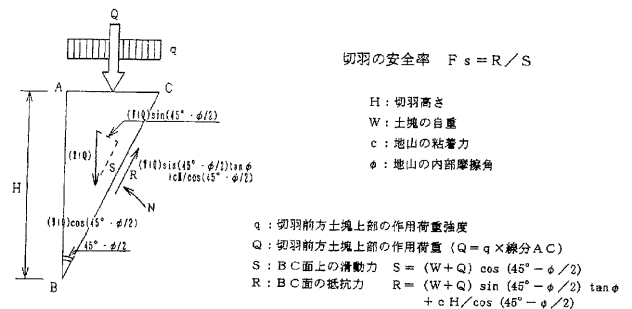 Q
q
切羽の安全率 Ｆｓ＝Ｒ／Ｓ
A
C
H：切羽高さ
W：土塊の自重
c：地山の粘着力
φ：地山の内部摩擦角
(W+Q)sin(45°-φ/2)
(W+Q)
S
R
(W+Q)sin(45°-φ/2)tanφ
+cH/cos(45°-φ/2)
H
N
(W+Q)cos(45°-φ/2)
45°-φ/2
B
q：切羽前方土塊上部の作用荷重強度
Q：切羽前方土塊上部の作用荷重（Q＝q×線分AC）
S：BC面上の滑動力 S＝（W＋Q）cos（45°－φ／2）
R：BC面の抵抗力 R＝（W＋Q）sin（45°－φ／2）tanφ
＋cH／cos（45°－φ／2）